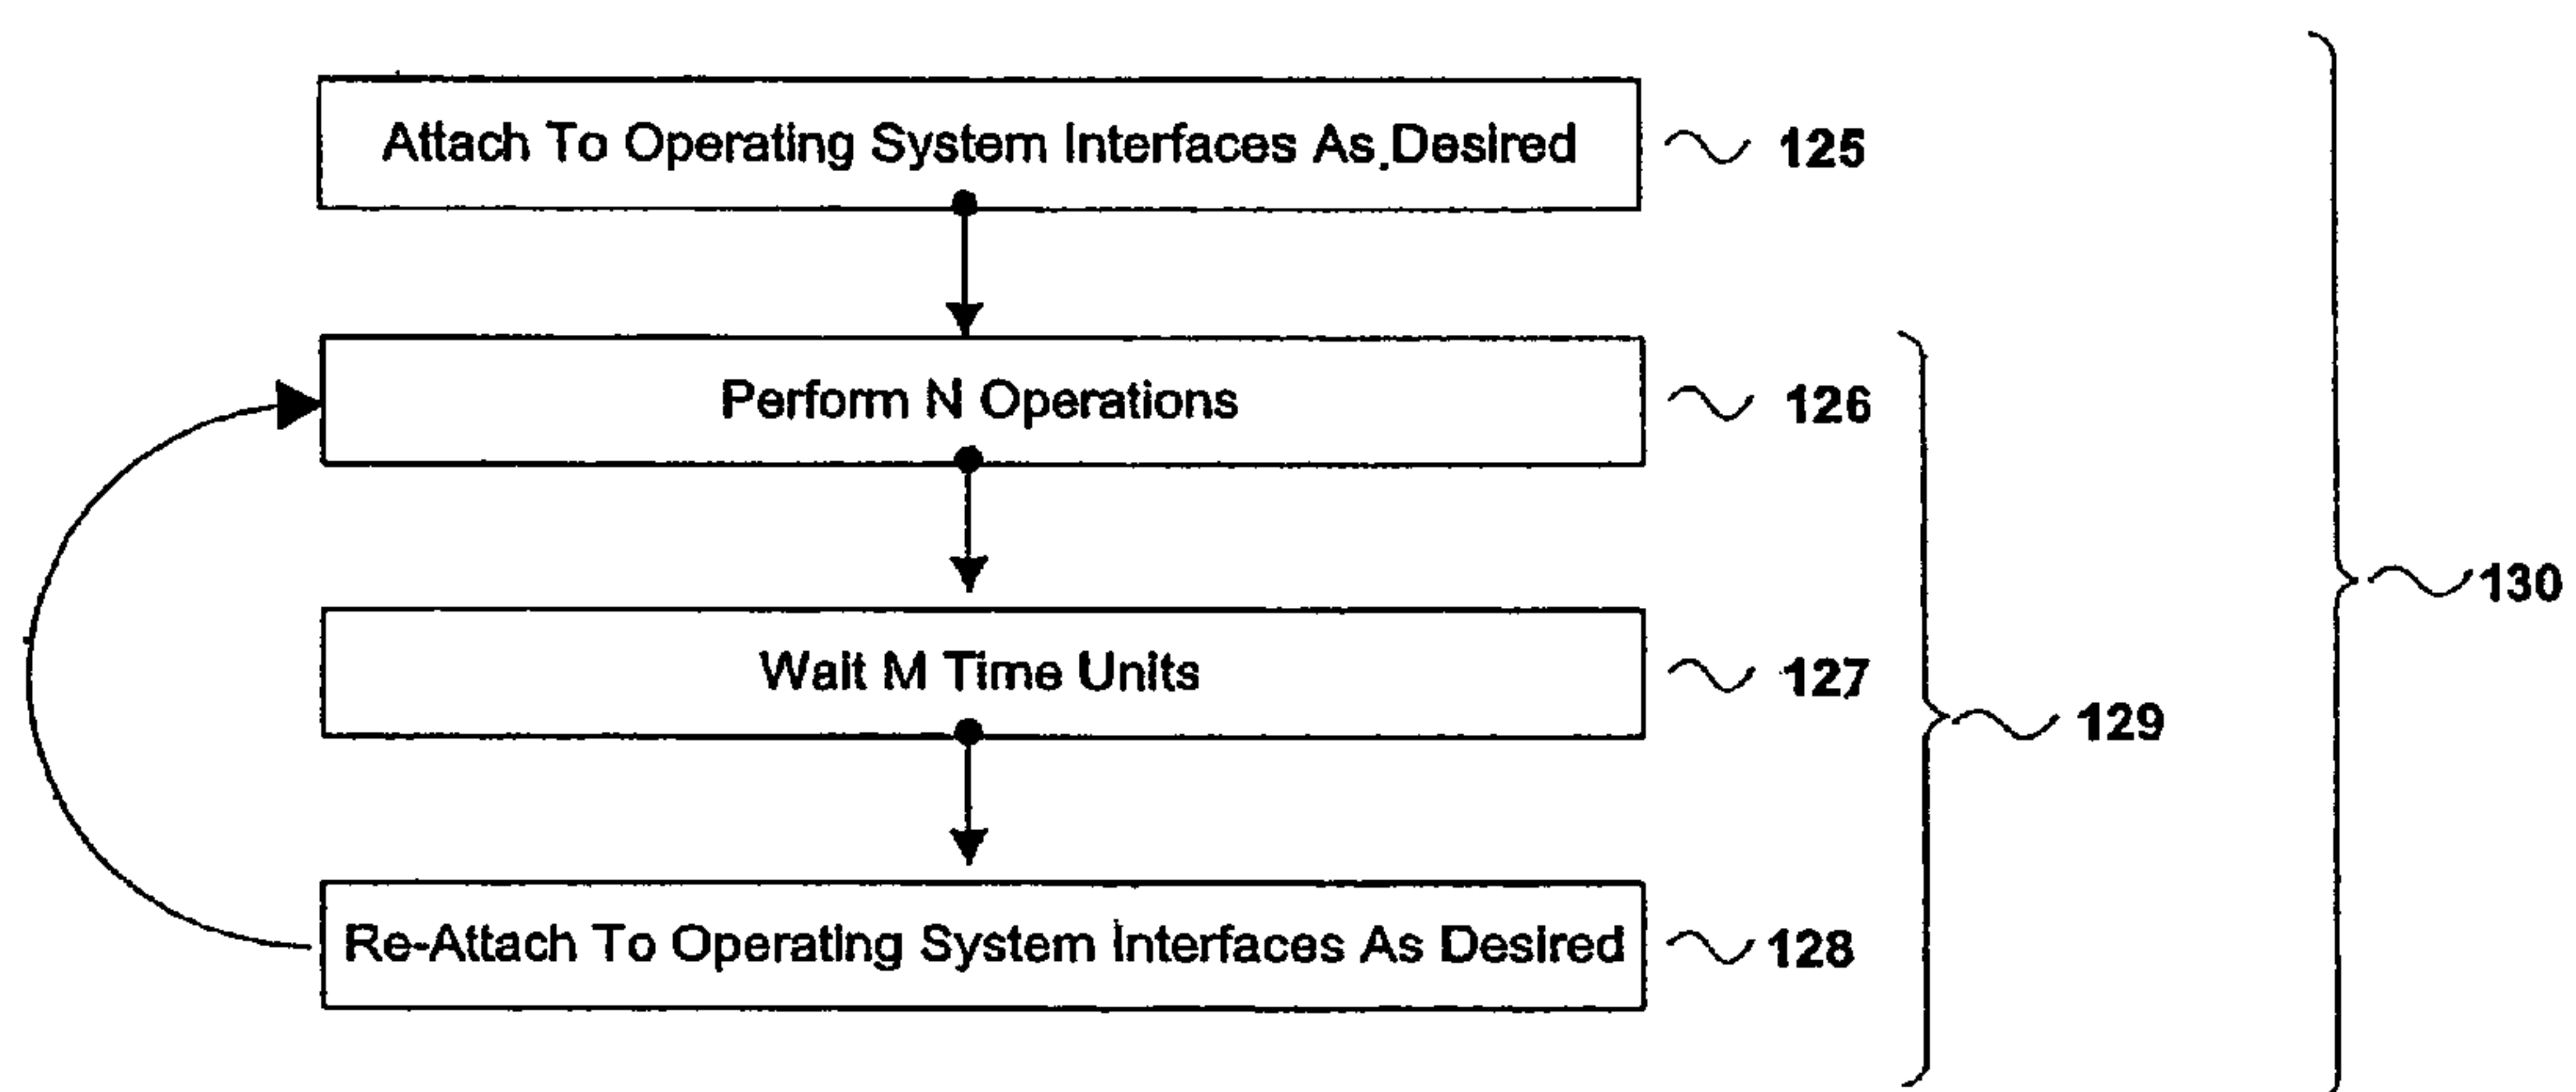 Attach To Operating System Interfaces As Desired 125
Perform N Operations 126
130
Wait M Time Units 127
129
Re-Attach To Operating System Interfaces As Desired 128